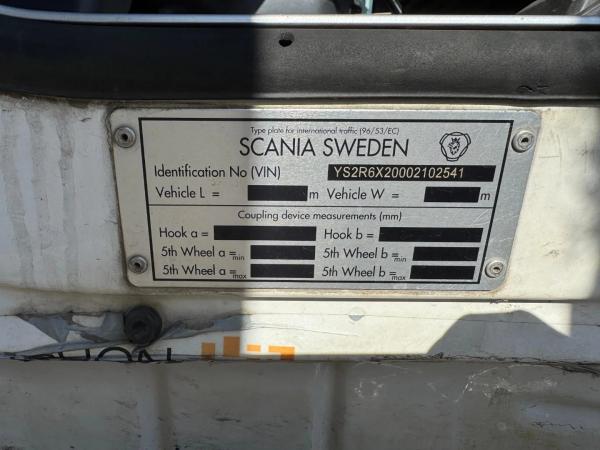 Type plate for international traffic (96/53/EC)
SCANIA SWEDEN
Identification No (VIN) YS2R6X20002102541
Vehicle L = m Vehicle W = m
Coupling device measurements (mm)
Hook a = Hook b =
5th Wheel a = min 5th Wheel b = min
5th Wheel a = max 5th Wheel b = max